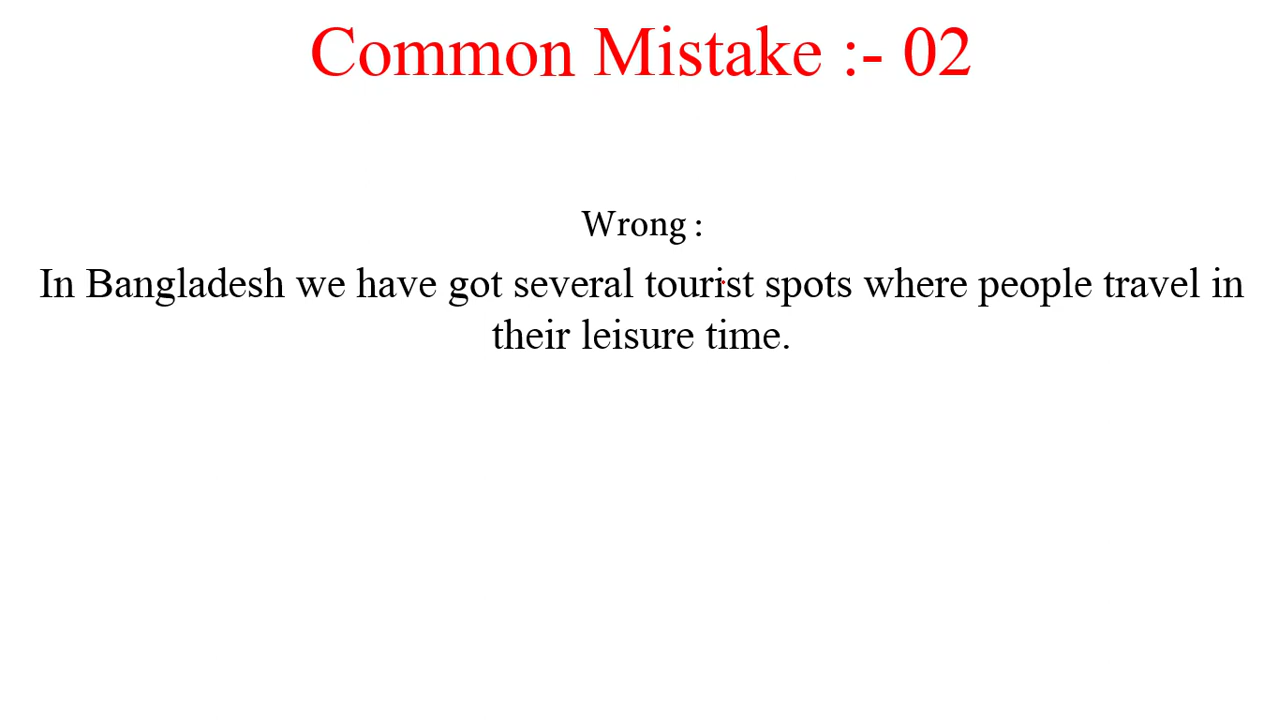 Common Mistake :- 02
Wrong :
In Bangladesh we have got several tourist spots where people travel in
their leisure time.